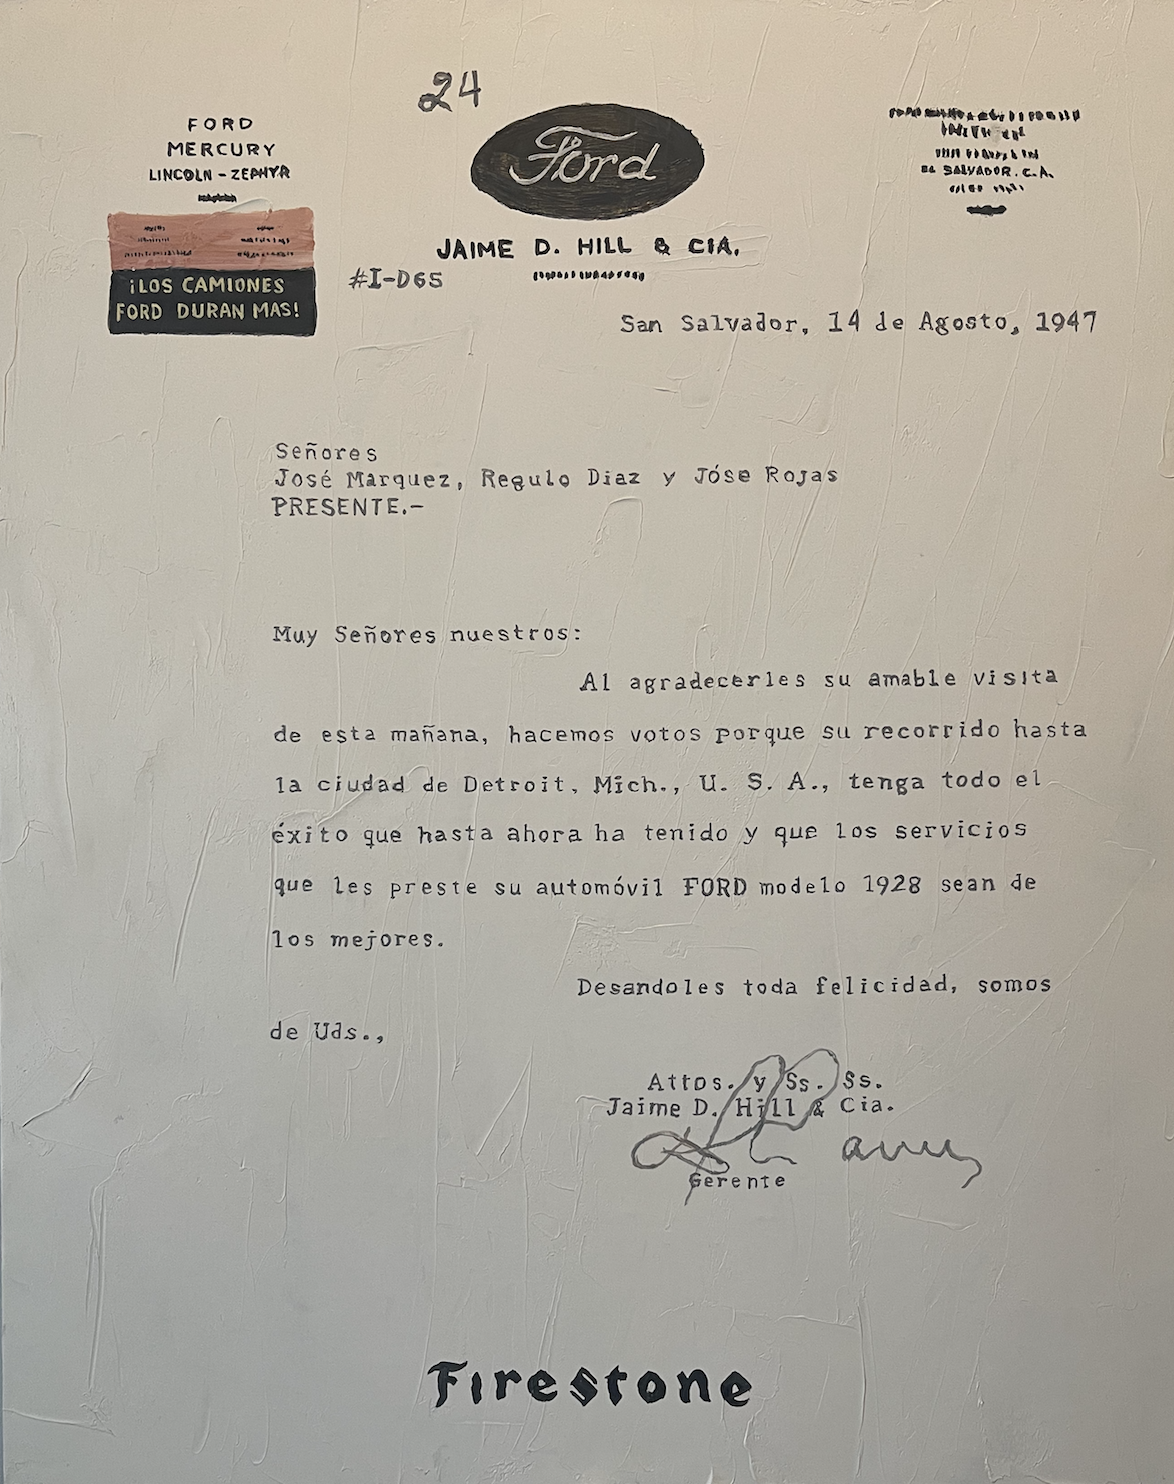 24
FORD
MERCURY
LINCOLN - ZEPHYR
¡LOS CAMIONES
FORD DURAN MAS!
Ford
JAIME D. HILL & CIA.
#I-D65
EL SALVADOR. C.A.
San Salvador, 14 de Agosto, 1947
Señores
José Marquez, Regulo Diaz y Jóse Rojas
PRESENTE.-
Muy Señores nuestros:
Al agradecerles su amable visita
de esta mañana, hacemos votos porque su recorrido hasta
la ciudad de Detroit, Mich., U. S. A., tenga todo el
éxito que hasta ahora ha tenido y que los servicios
que les preste su automóvil FORD modelo 1928 sean de
los mejores.
Desandoles toda felicidad, somos
de Uds.,
Attos. y Ss. Ss.
Jaime D. Hill & Cia.
Gerente
Firestone